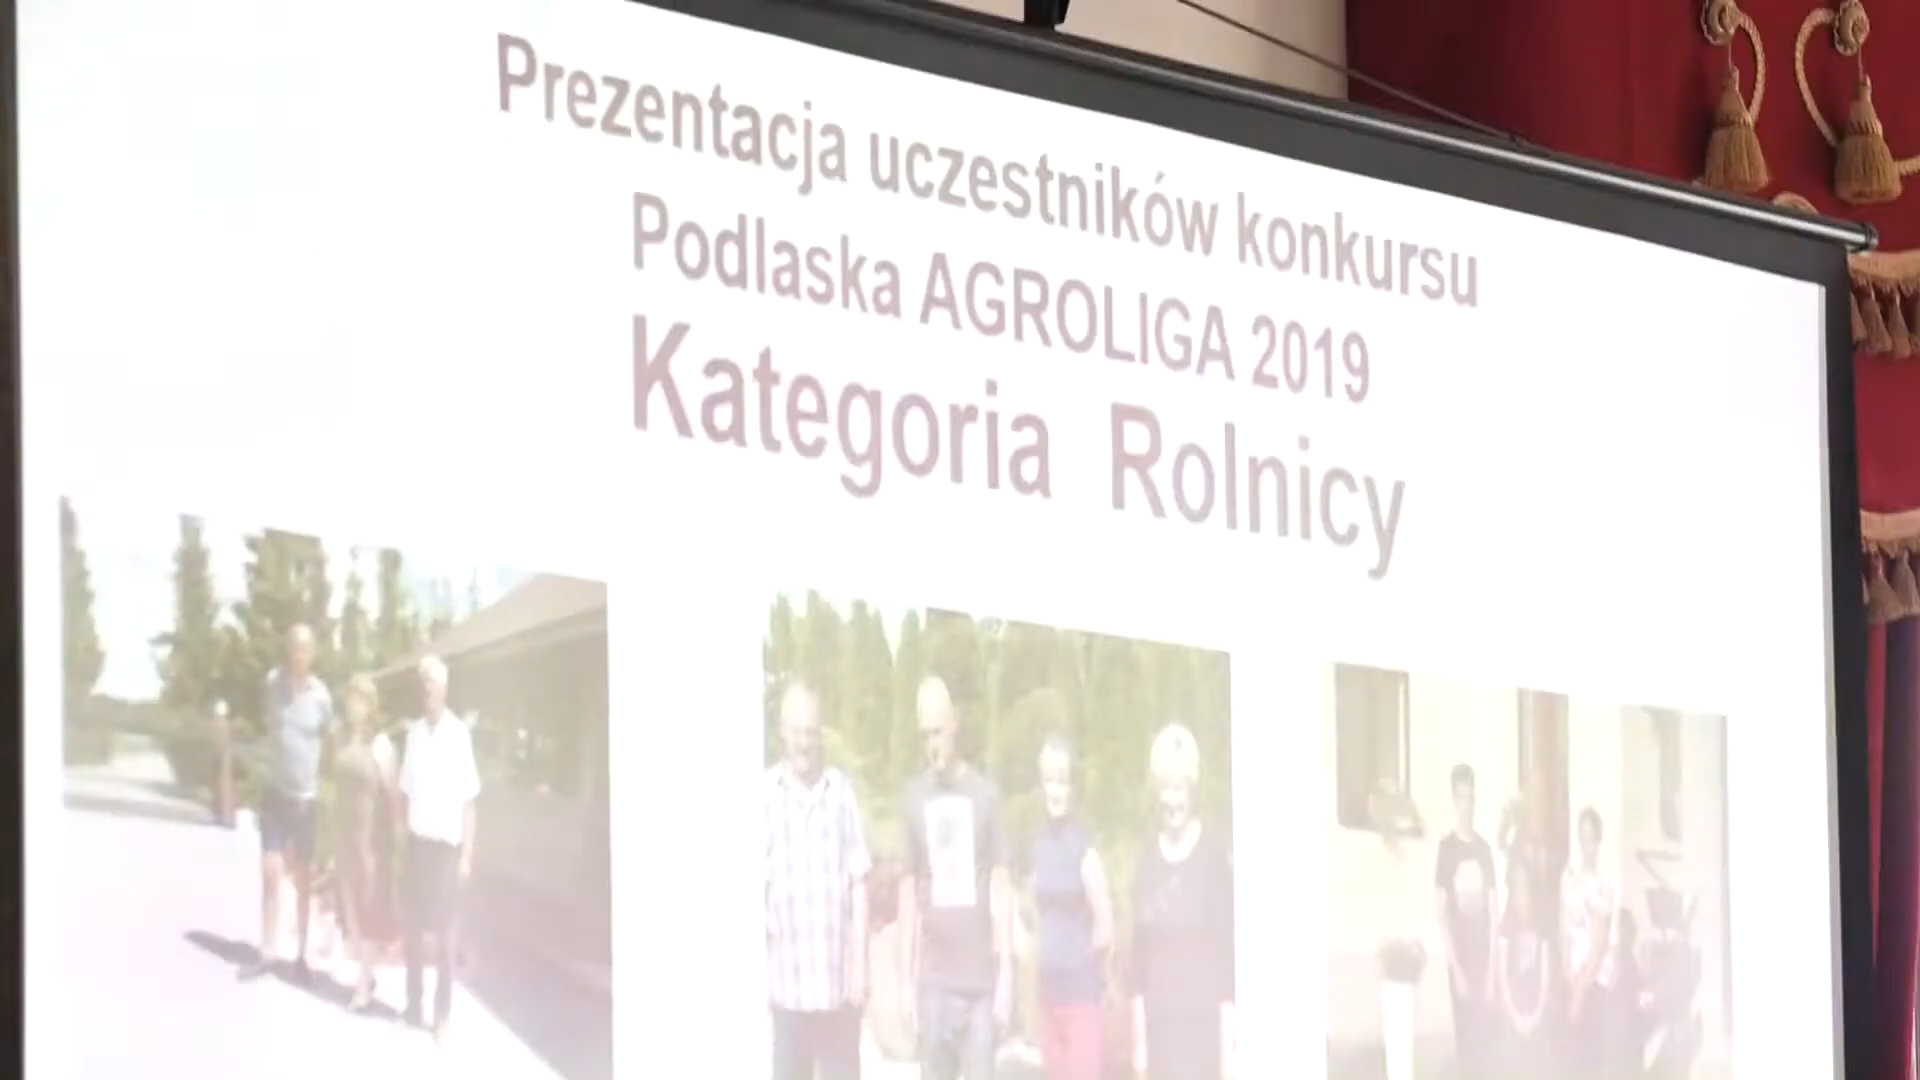 Prezentacja uczestników konkursu
Podlaska AGROLIGA 2019
Kategoria Rolnicy